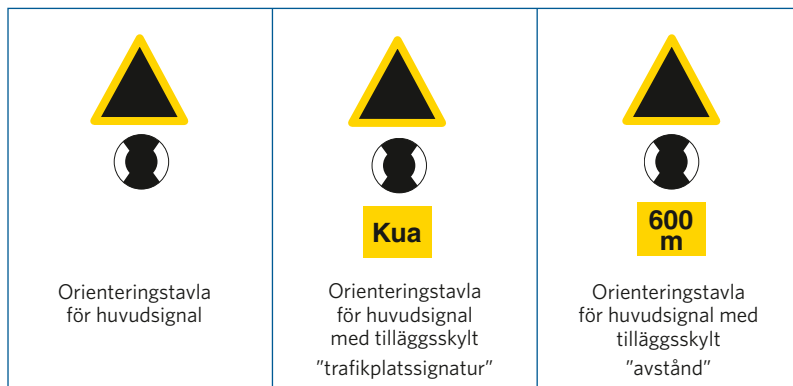 Kua
600
m
Orienteringstavla
för huvudsignal
Orienteringstavla
för huvudsignal
med tilläggsskylt
"trafikplatssignatur"
Orienteringstavla
för huvudsignal med
tilläggsskylt
"avstånd"